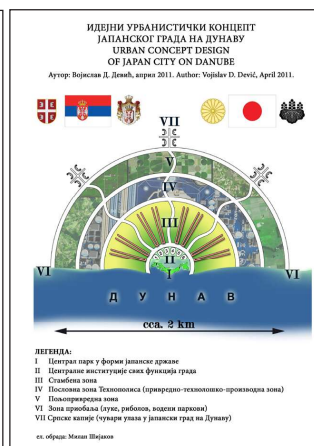 ИДЕЈНИ УРБАНИСТИЧКИ КОНЦЕПТ
ЈАПАНСКОГ ГРАДА НА ДУНАВУ
URBAN CONCEPT DESIGN
OF JAPAN CITY ON DANUBE
Аутор: Војислав Д. Девић, април 2011. Author: Vojislav D. Dević, April 2011.
VII
V
IV
III
II
I
VI
VI
ДУНАВ
cca. 2 km
ЛЕГЕНДА:
I Централ парк у форми јапанске државе
II Централне институције свих функција града
III Стамбена зона
IV Пословна зона Технополиса (привредно-технолошко-производна зона)
V Пољопривредна зона
VI Зона приобаља (луке, риболов, водени паркови)
VII Српске капије (чувари улаза у јапански град на Дунаву)
ел. обрада: Милан Шијаков